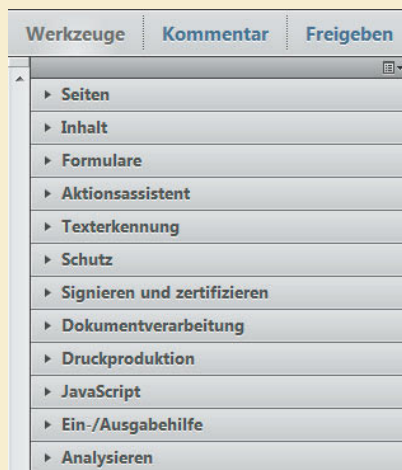 Werkzeuge Kommentar Freigeben
Seiten
Inhalt
Formulare
Aktionsassistent
Texterkennung
Schutz
Signieren und zertifizieren
Dokumentverarbeitung
Druckproduktion
JavaScript
Ein-/Ausgabehilfe
Analysieren